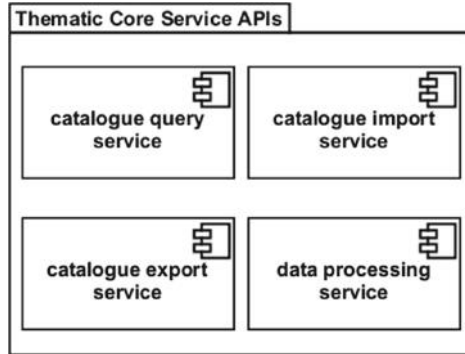 Thematic Core Service APIs
catalogue query
service
catalogue import
service
catalogue export
service
data processing
service